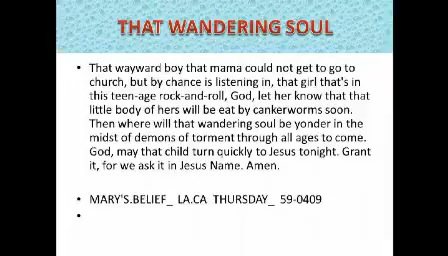 THAT WANDERING SOUL
• That wayward boy that mama could not get to go to
church, but by chance is listening in, that girl that's in
this teen-age rock-and-roll, God, let her know that that
little body of hers will be eat by cankerworms soon.
Then where will that wandering soul be yonder in the
midst of demons of torment through all ages to come.
God, may that child turn quickly to Jesus tonight. Grant
it, for we ask it in Jesus Name. Amen.
• MARY'S.BELIEF_ LA.CA THURSDAY_ 59-0409
•